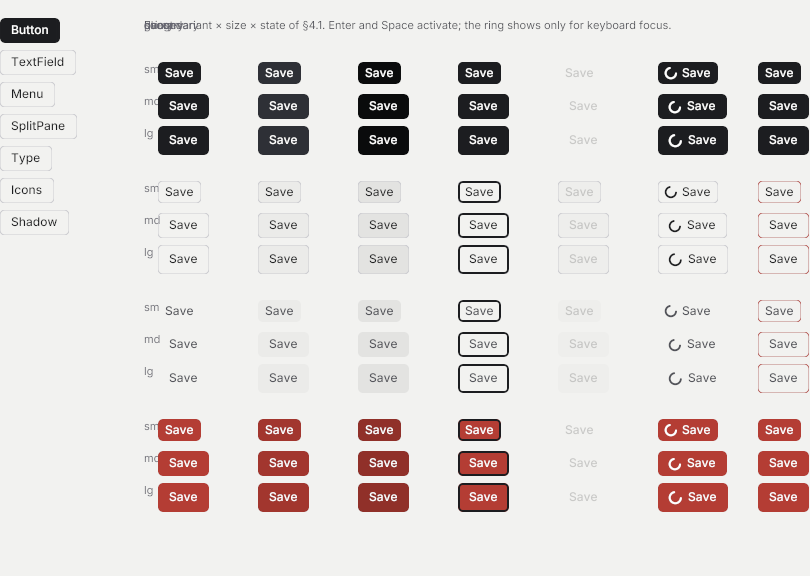 Button
TextField
Menu
SplitPane
Type
Icons
Shadow
variant × size × state of §4.1. Enter and Space activate; the ring shows only for keyboard focus.
sm Save Save Save Save Save Save Save
md Save Save Save Save Save Save Save
lg Save Save Save Save Save Save Save
sm Save Save Save Save Save Save Save
md Save Save Save Save Save Save Save
lg Save Save Save Save Save Save Save
sm Save Save Save Save Save Save Save
md Save Save Save Save Save Save Save
lg Save Save Save Save Save Save Save
sm Save Save Save Save Save Save Save
md Save Save Save Save Save Save Save
lg Save Save Save Save Save Save Save